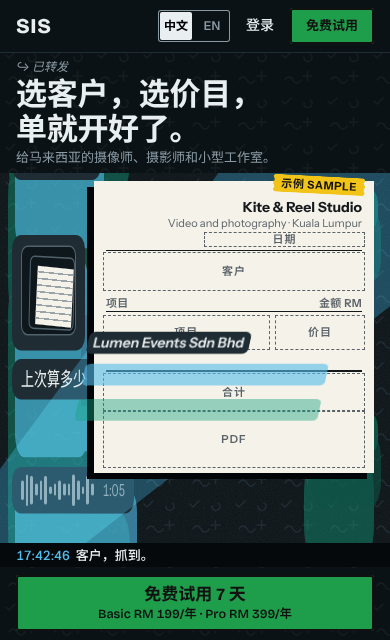 SIS
中文 EN 登录 免费试用
↪ 已转发
选客户，选价目，
单就开好了。
给马来西亚的摄像师、摄影师和小型工作室。
示例 SAMPLE
Kite & Reel Studio
Video and photography · Kuala Lumpur
日期
客户
项目 金额 RM
项目 价目
Lumen Events Sdn Bhd
上次算多少
合计
PDF
1:05
17:42:46 客户，抓到。
免费试用 7 天
Basic RM 199/年 · Pro RM 399/年